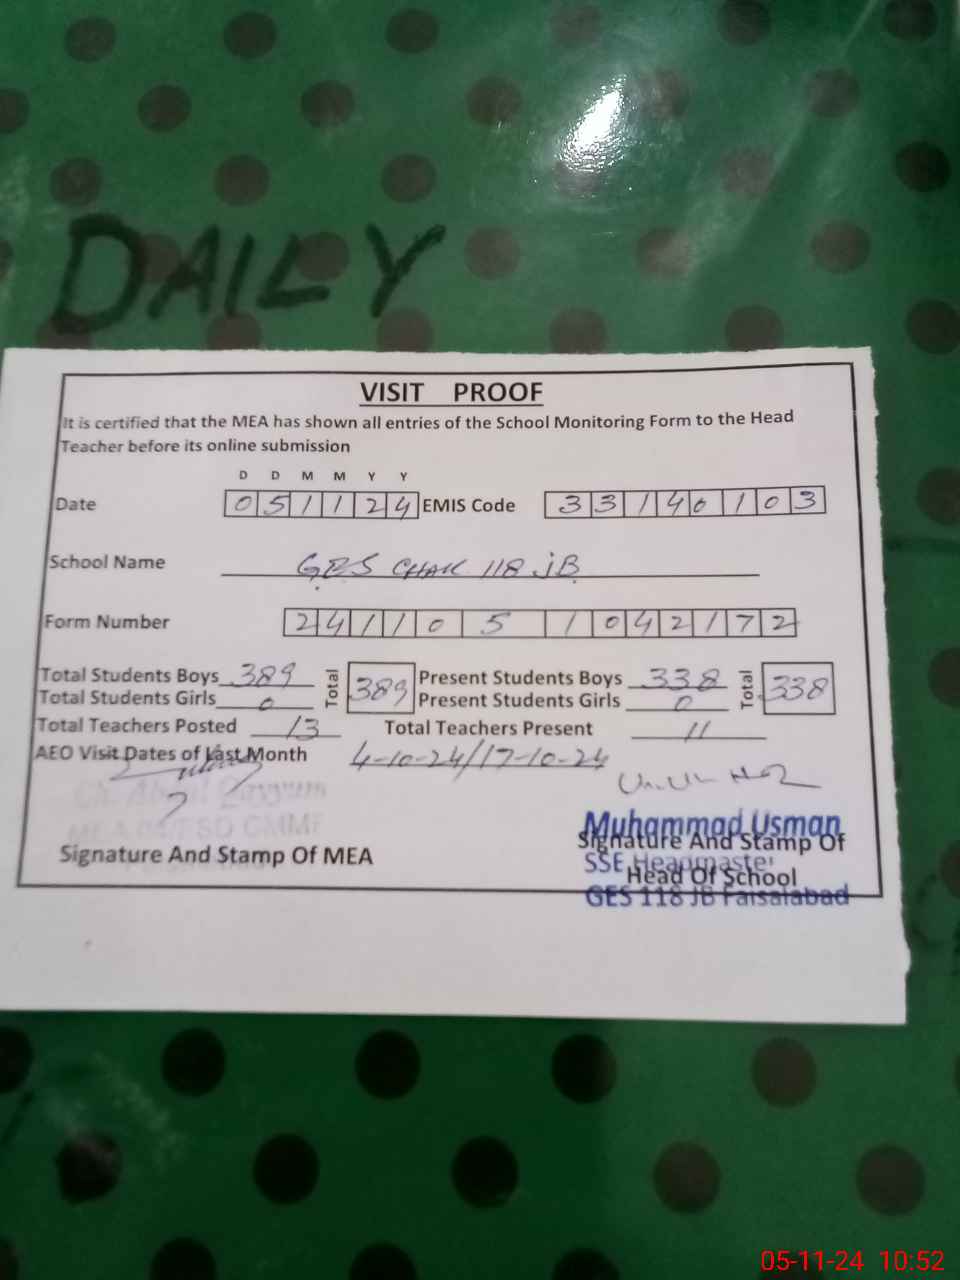 DAILY
VISIT PROOF
It is certified that the MEA has shown all entries of the School Monitoring Form to the Head
Teacher before its online submission
D D M M Y Y
Date 0 5 1 1 2 4 EMIS Code 3 3 1 4 0 1 0 3
School Name GES CHAK 118 JB
Form Number 2 4 1 1 0 5 1 0 4 2 1 7 2
Total Students Boys 389 Total 389 Present Students Boys 338 Total 338
Total Students Girls 0 Present Students Girls 0
Total Teachers Posted 13 Total Teachers Present 11
AEO Visit Dates of Last Month 4-10-24/17-10-24
Muhammad Usman
Signature And Stamp Of MEA Signature And Stamp Of
SSE Headmaster
Head Of School
GES 118 JB Faisalabad
05-11-24 10:52